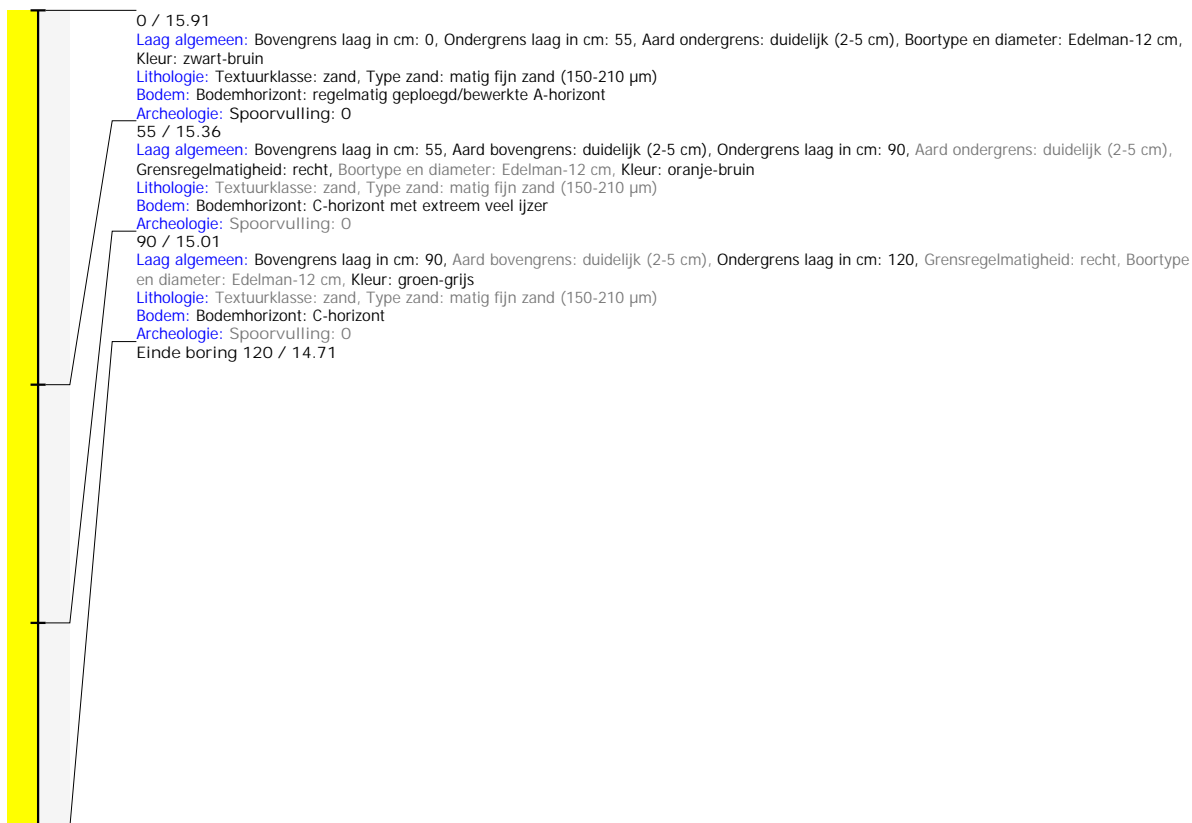 0 / 15.91
Laag algemeen: Bovengrens laag in cm: 0, Ondergrens laag in cm: 55, Aard ondergrens: duidelijk (2-5 cm), Boortype en diameter: Edelman-12 cm,
Kleur: zwart-bruin
Lithologie: Textuurklasse: zand, Type zand: matig fijn zand (150-210 µm)
Bodem: Bodemhorizont: regelmatig geploegd/bewerkte A-horizont
Archeologie: Spoorvulling: 0
55 / 15.36
Laag algemeen: Bovengrens laag in cm: 55, Aard bovengrens: duidelijk (2-5 cm), Ondergrens laag in cm: 90, Aard ondergrens: duidelijk (2-5 cm),
Grensregelmatigheid: recht, Boortype en diameter: Edelman-12 cm, Kleur: oranje-bruin
Lithologie: Textuurklasse: zand, Type zand: matig fijn zand (150-210 µm)
Bodem: Bodemhorizont: C-horizont met extreem veel ijzer
Archeologie: Spoorvulling: 0
90 / 15.01
Laag algemeen: Bovengrens laag in cm: 90, Aard bovengrens: duidelijk (2-5 cm), Ondergrens laag in cm: 120, Grensregelmatigheid: recht, Boortype
en diameter: Edelman-12 cm, Kleur: groen-grijs
Lithologie: Textuurklasse: zand, Type zand: matig fijn zand (150-210 µm)
Bodem: Bodemhorizont: C-horizont
Archeologie: Spoorvulling: 0
Einde boring 120 / 14.71